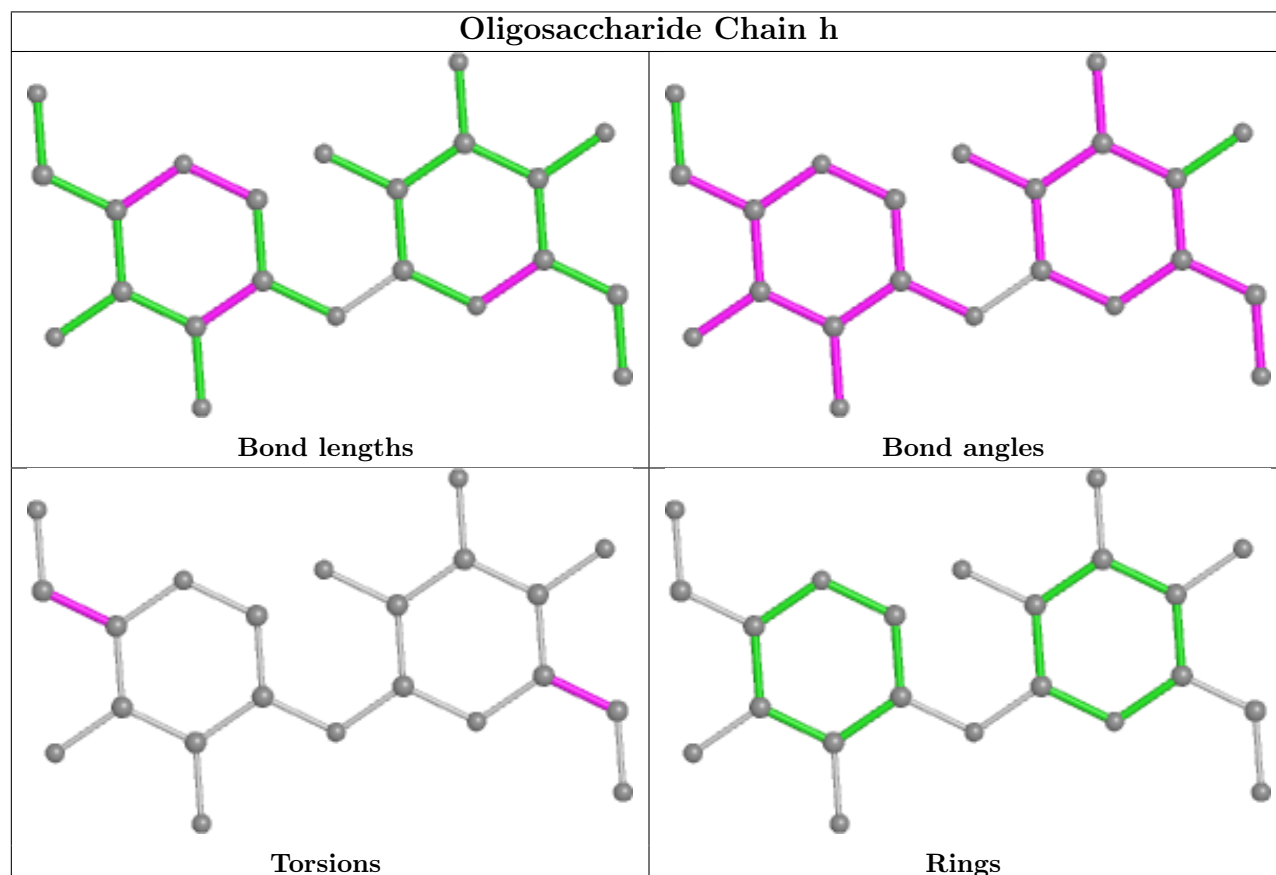 Oligosaccharide Chain h
Bond lengths
Bond angles
Torsions
Rings